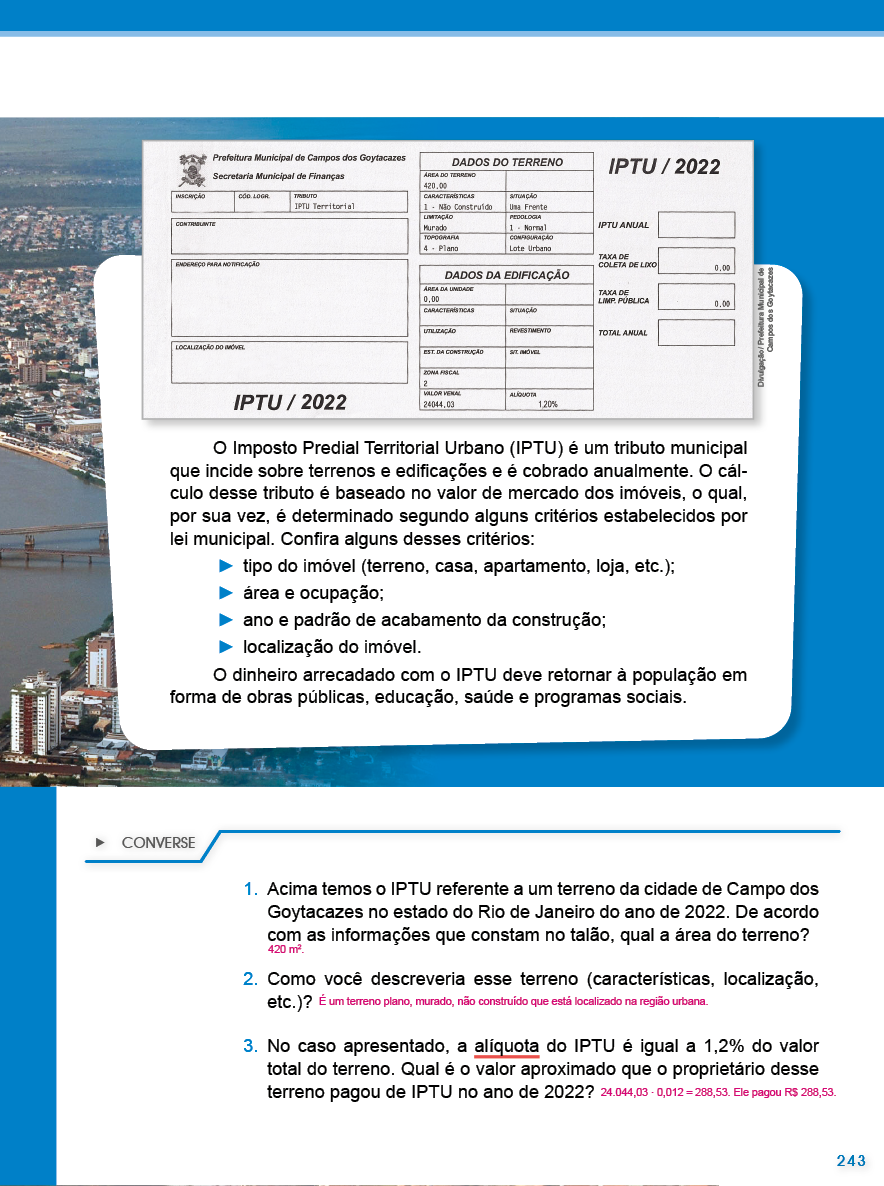 Prefeitura Municipal de Campos dos Goytacazes
Secretaria Municipal de Finanças
INSCRIÇÃO
CÓD. LOGR.
TRIBUTO
IPTU Territorial
CONTRIBUINTE
ENDEREÇO PARA NOTIFICAÇÃO
LOCALIZAÇÃO DO IMÓVEL
IPTU / 2022
DADOS DO TERRENO
ÁREA DO TERRENO
420,00
CARACTERÍSTICAS SITUAÇÃO
1 - Não Construído Uma Frente
LIMITAÇÃO PEDOLOGIA
Murado 1 - Normal
TOPOGRAFIA CONFIGURAÇÃO
4 - Plano Lote Urbano
DADOS DA EDIFICAÇÃO
ÁREA DA UNIDADE
0,00
CARACTERÍSTICAS SITUAÇÃO
UTILIZAÇÃO REVESTIMENTO
EST. DA CONSTRUÇÃO SIT. IMÓVEL
ZONA FISCAL
2
VALOR VENAL ALÍQUOTA
24044,03 1,20%
IPTU / 2022
IPTU ANUAL
TAXA DE
COLETA DE LIXO 0.00
TAXA DE
LIMP. PÚBLICA 0.00
TOTAL ANUAL
Divulgação/ Prefeitura Municipal de
Campos dos Goytacazes
O Imposto Predial Territorial Urbano (IPTU) é um tributo municipal
que incide sobre terrenos e edificações e é cobrado anualmente. O cál-
culo desse tributo é baseado no valor de mercado dos imóveis, o qual,
por sua vez, é determinado segundo alguns critérios estabelecidos por
lei municipal. Confira alguns desses critérios:
► tipo do imóvel (terreno, casa, apartamento, loja, etc.);
► área e ocupação;
► ano e padrão de acabamento da construção;
► localização do imóvel.
O dinheiro arrecadado com o IPTU deve retornar à população em
forma de obras públicas, educação, saúde e programas sociais.
► CONVERSE
1. Acima temos o IPTU referente a um terreno da cidade de Campo dos
Goytacazes no estado do Rio de Janeiro do ano de 2022. De acordo
com as informações que constam no talão, qual a área do terreno?
420 m².
2. Como você descreveria esse terreno (características, localização,
etc.)? É um terreno plano, murado, não construído que está localizado na região urbana.
3. No caso apresentado, a alíquota do IPTU é igual a 1,2% do valor
total do terreno. Qual é o valor aproximado que o proprietário desse
terreno pagou de IPTU no ano de 2022? 24.044,03 · 0,012 = 288,53. Ele pagou R$ 288,53.
243